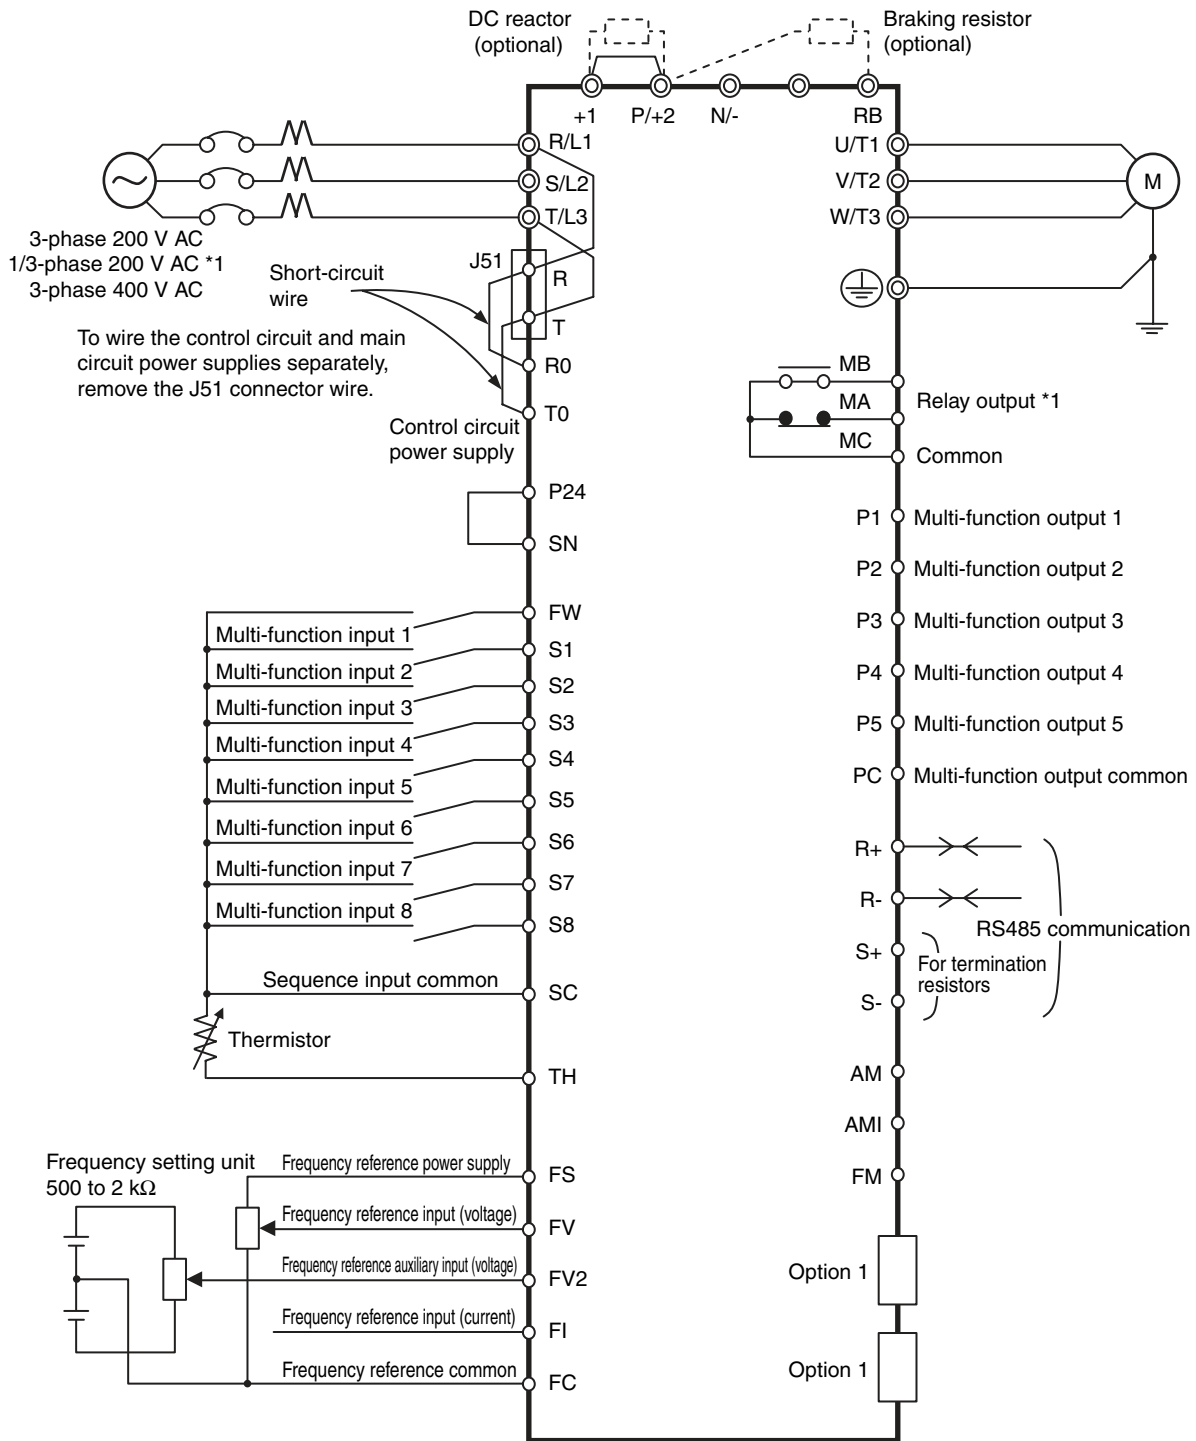 DC reactor
(optional)
Braking resistor
(optional)
+1
P/+2
N/-
RB
R/L1
S/L2
T/L3
U/T1
V/T2
W/T3
M
3-phase 200 V AC
1/3-phase 200 V AC *1
3-phase 400 V AC
J51
R
T
Short-circuit
wire
To wire the control circuit and main
circuit power supplies separately,
remove the J51 connector wire.
R0
T0
Control circuit
power supply
MB
MA
MC
Relay output *1
Common
P24
SN
P1
Multi-function output 1
P2
Multi-function output 2
P3
Multi-function output 3
P4
Multi-function output 4
P5
Multi-function output 5
PC
Multi-function output common
FW
Multi-function input 1
S1
Multi-function input 2
S2
Multi-function input 3
S3
Multi-function input 4
S4
Multi-function input 5
S5
Multi-function input 6
S6
Multi-function input 7
S7
Multi-function input 8
S8
Sequence input common
SC
Thermistor
TH
R+
R-
RS485 communication
S+
For termination
resistors
S-
AM
AMI
FM
Frequency setting unit
500 to 2 kΩ
Frequency reference power supply
FS
Frequency reference input (voltage)
FV
Frequency reference auxiliary input (voltage)
FV2
Frequency reference input (current)
FI
Frequency reference common
FC
Option 1
Option 1